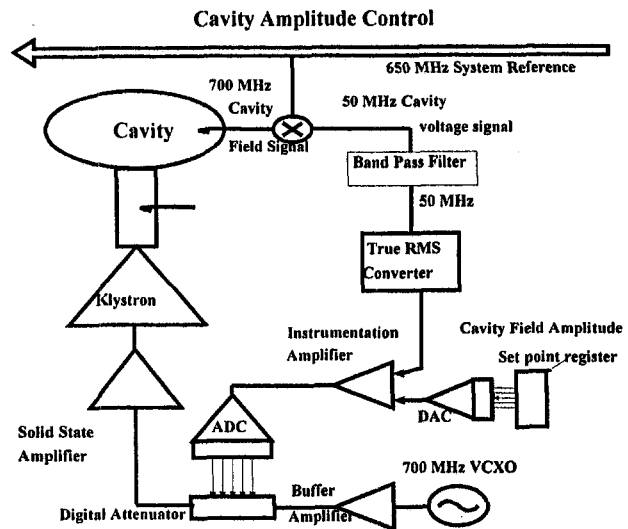 Cavity Amplitude Control
650 MHz System Reference
700 MHz
Cavity
50 MHz Cavity
Cavity
Field Signal
voltage signal
Band Pass Filter
50 MHz
True RMS
Converter
Klystron
Instrumentation
Amplifier
Cavity Field Amplitude
Set point register
DAC
ADC
Solid State
Amplifier
700 MHz VCXO
Buffer
Amplifier
Digital Attenuator